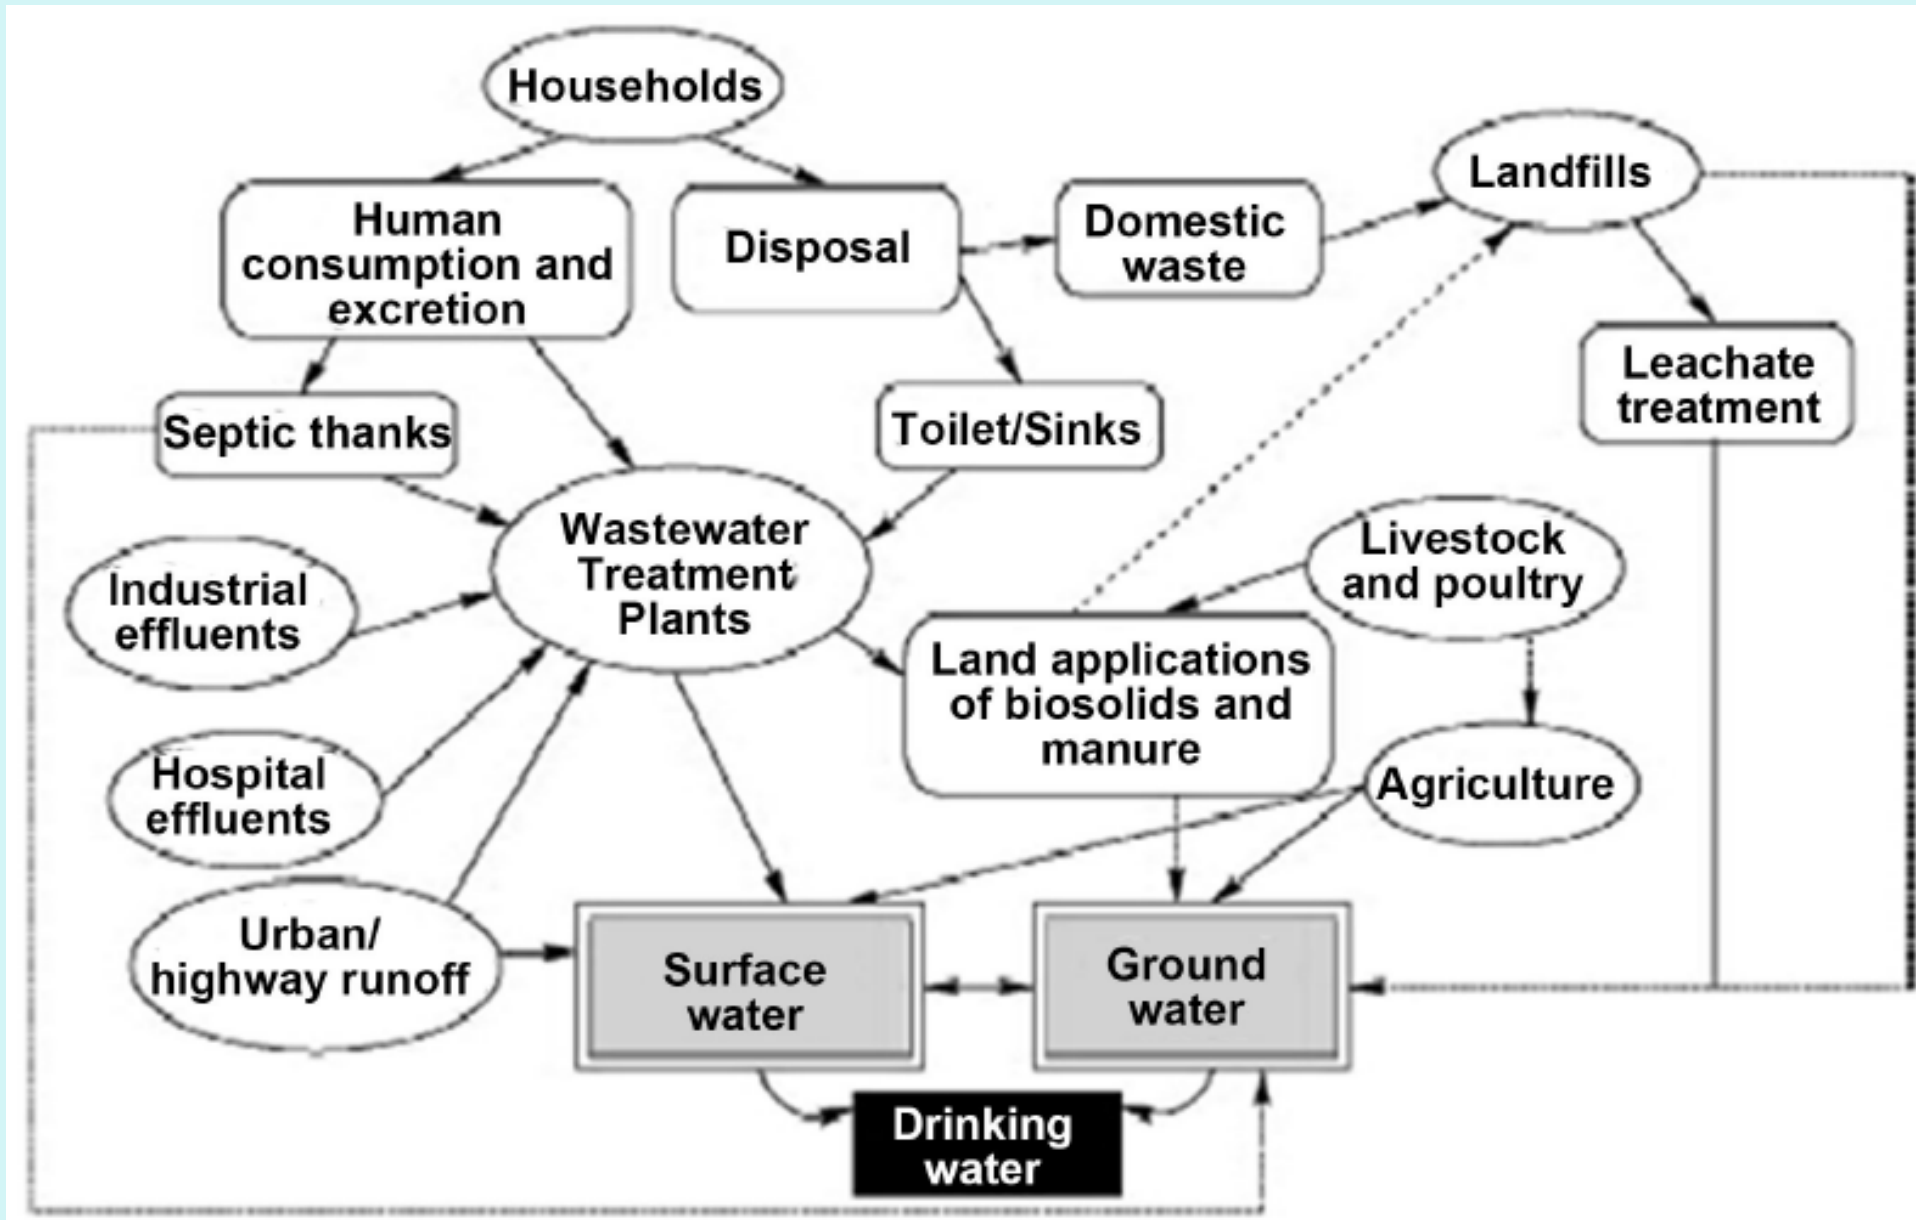 Households
Landfills
Human
consumption and
excretion
Disposal
Domestic
waste
Leachate
treatment
Septic thanks
Toilet/Sinks
Wastewater
Treatment
Plants
Livestock
and poultry
Industrial
effluents
Land applications
of biosolids and
manure
Hospital
effluents
Agriculture
Urban/
highway runoff
Surface
water
Ground
water
Drinking
water